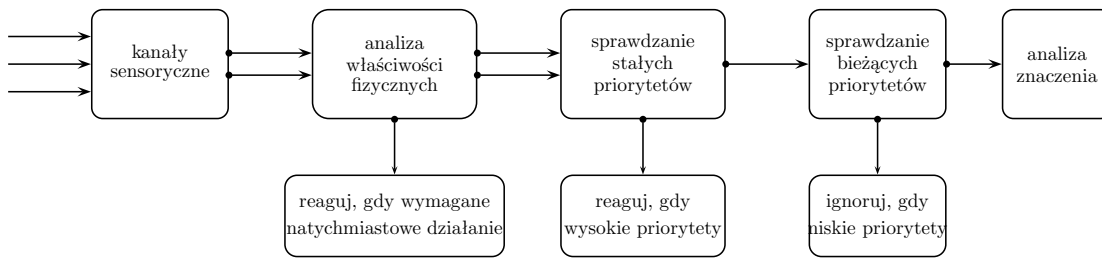 kanały
sensoryczne
analiza
właściwości
fizycznych
sprawdzanie
stałych
priorytetów
sprawdzanie
bieżących
priorytetów
analiza
znaczenia
reaguj, gdy wymagane
natychmiastowe działanie
reaguj, gdy
wysokie priorytety
ignoruj, gdy
niskie priorytety